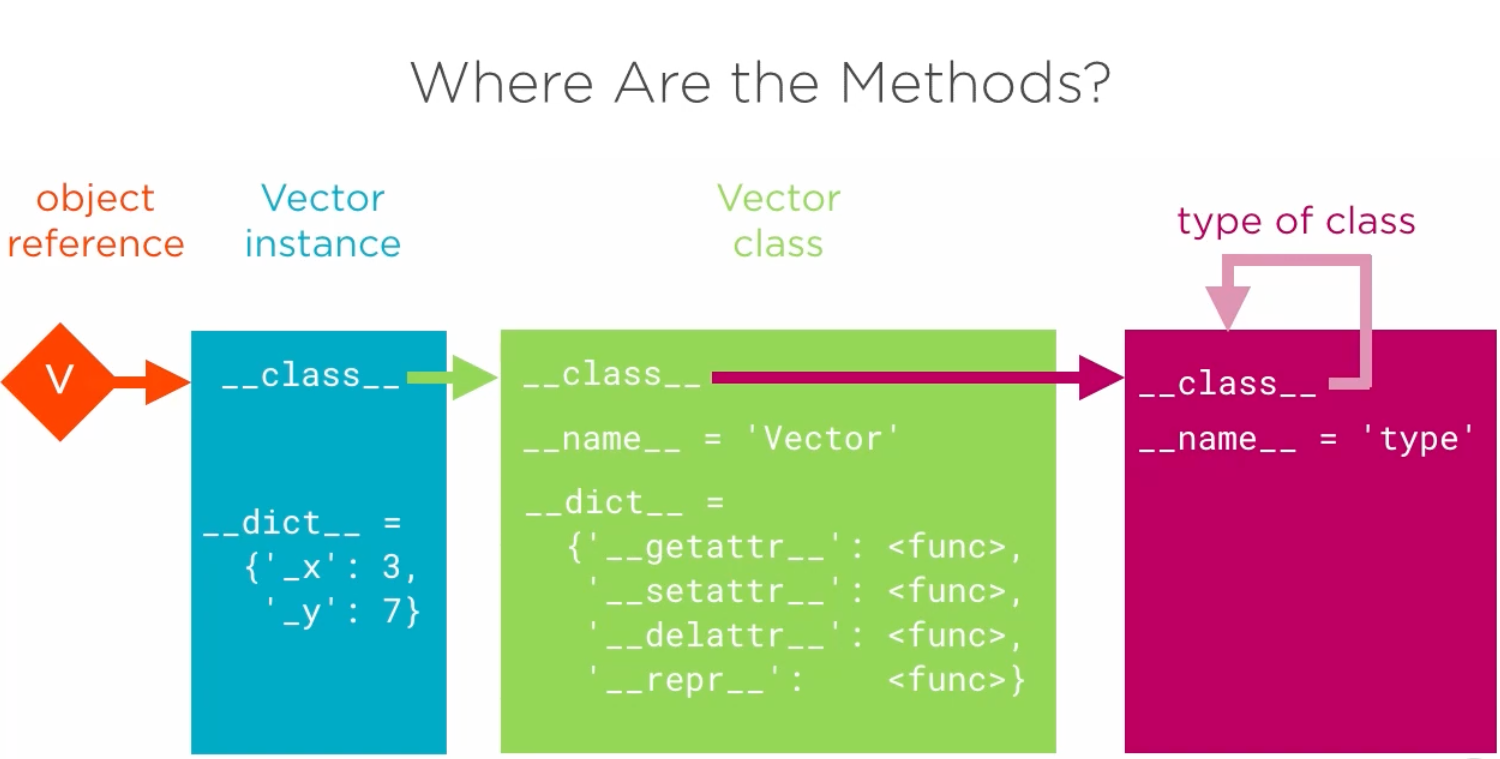 Where Are the Methods?
object
reference
Vector
instance
Vector
class
type of class
v
__class__
__dict__ =
{'_x': 3,
'_y': 7}
__class__
__name__ = 'Vector'
__dict__ =
{'__getattr__': <func>,
'__setattr__': <func>,
'__delattr__': <func>,
'__repr__': <func>}
__class__
__name__ = 'type'